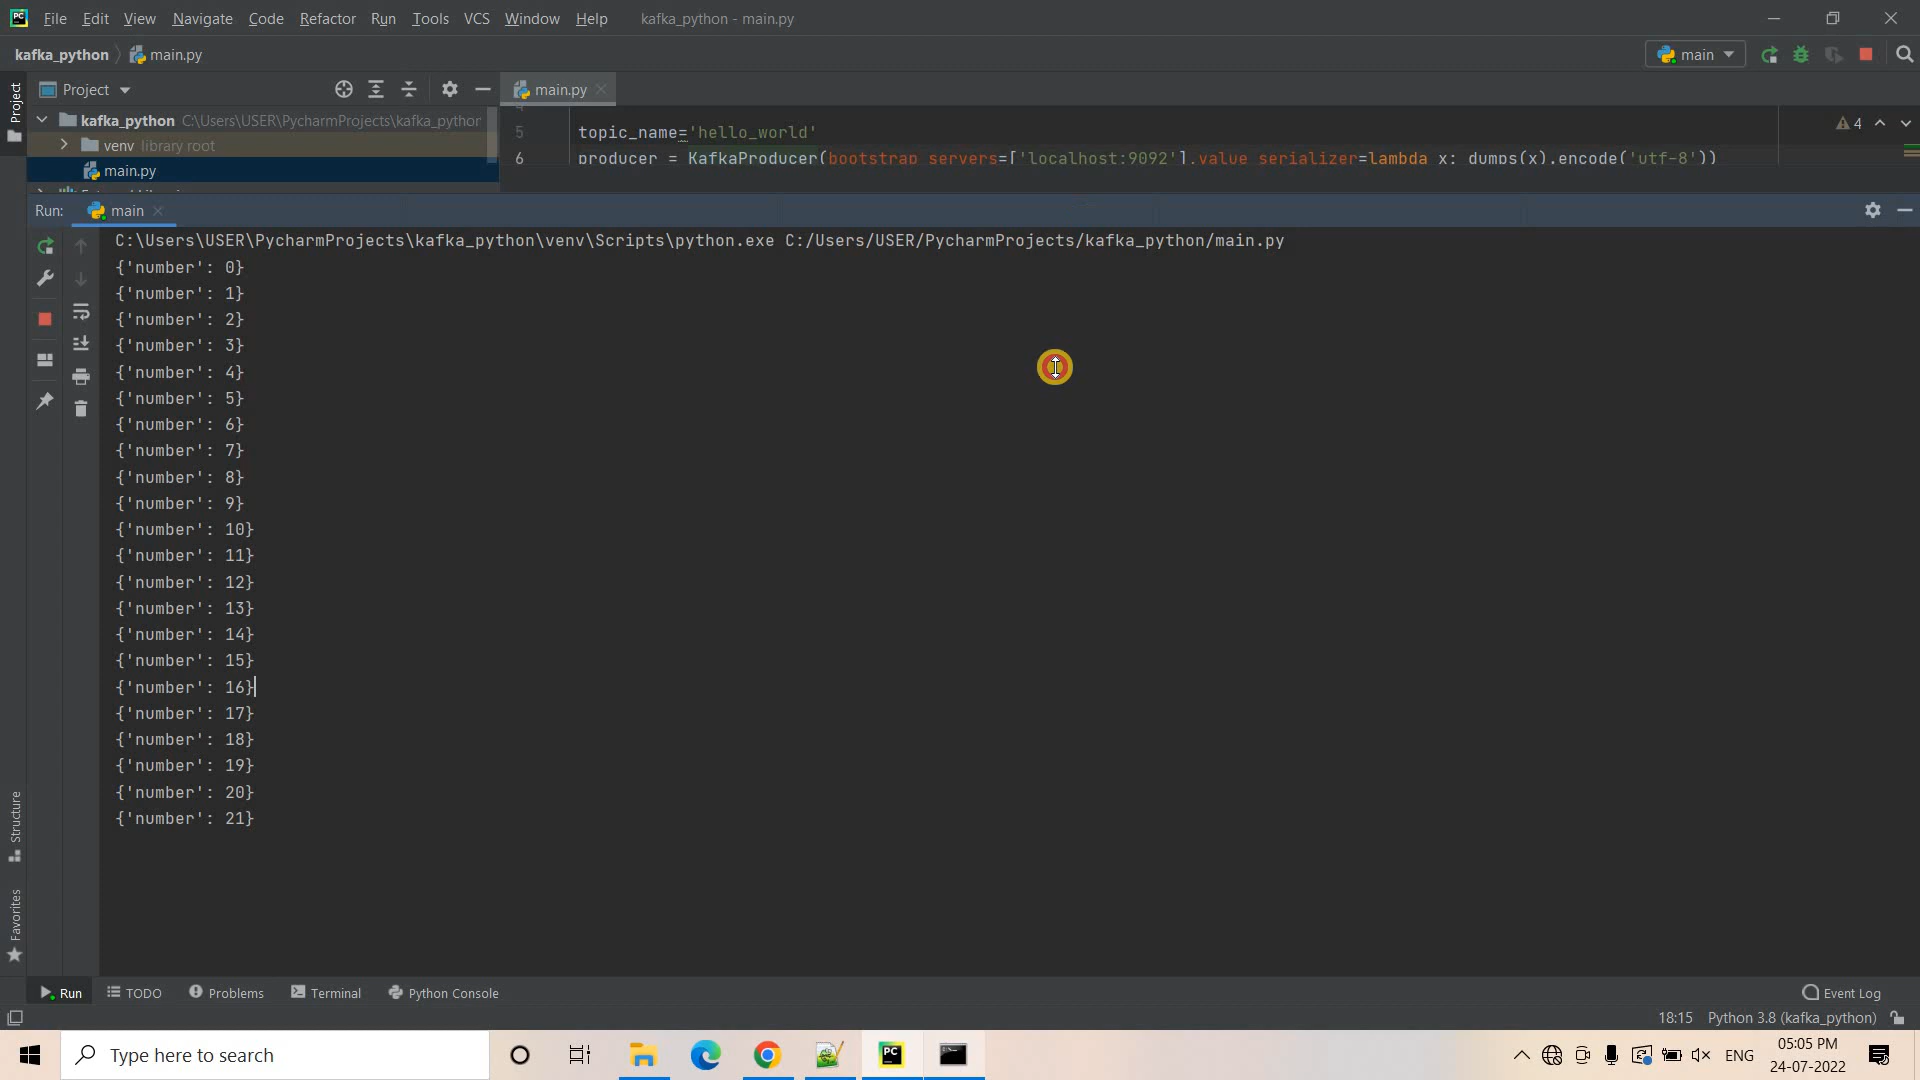 File Edit View Navigate Code Refactor Run Tools VCS Window Help kafka_python - main.py
kafka_python main.py main
Project main.py
kafka_python C:\Users\USER\PycharmProjects\kafka_python
venv library root
main.py
Project
5 topic_name='hello_world'
6 producer = KafkaProducer(bootstrap_servers=['localhost:9092'],value_serializer=lambda x: dumps(x).encode('utf-8'))
4
Run: main
C:\Users\USER\PycharmProjects\kafka_python\venv\Scripts\python.exe C:/Users/USER/PycharmProjects/kafka_python/main.py
{'number': 0}
{'number': 1}
{'number': 2}
{'number': 3}
{'number': 4}
{'number': 5}
{'number': 6}
{'number': 7}
{'number': 8}
{'number': 9}
{'number': 10}
{'number': 11}
{'number': 12}
{'number': 13}
{'number': 14}
{'number': 15}
{'number': 16}
{'number': 17}
{'number': 18}
{'number': 19}
{'number': 20}
{'number': 21}
Structure
Favorites
Run TODO Problems Terminal Python Console Event Log
18:15 Python 3.8 (kafka_python)
Type here to search
PC
ENG
05:05 PM
24-07-2022